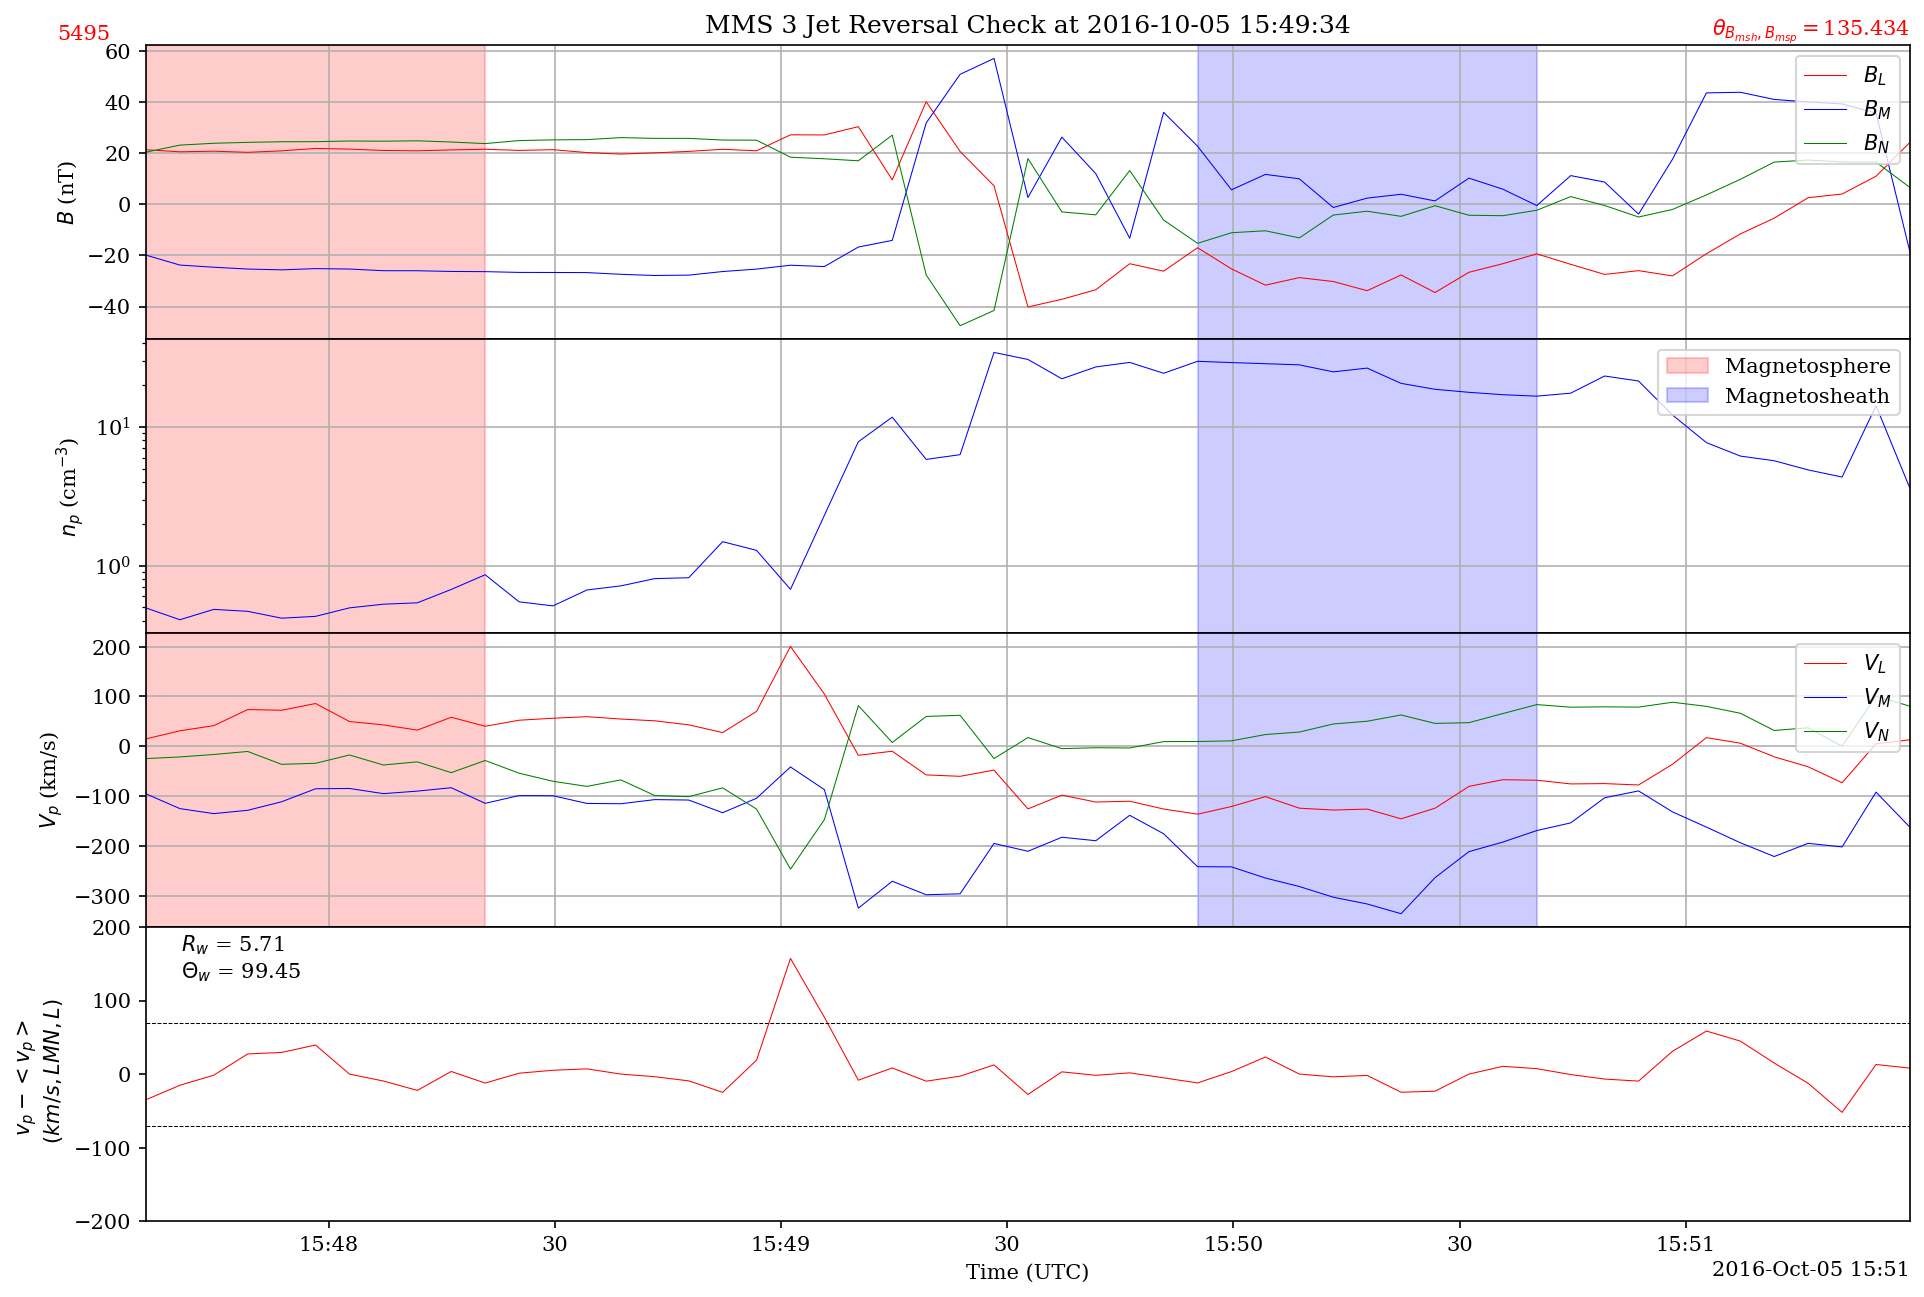 MMS 3 Jet Reversal Check at 2016-10-05 15:49:34
5495
θ_{B_{msh}, B_{msp}} = 135.434
60
40
20
0
−20
−40
B (nT)
B_L
B_M
B_N
10^1
10^0
n_p (cm^{−3})
Magnetosphere
Magnetosheath
200
100
0
−100
−200
−300
V_p (km/s)
V_L
V_M
V_N
200
100
0
−100
−200
v_p − < v_p >
(km/s, LMN, L)
R_w = 5.71
Θ_w = 99.45
15:48 30 15:49 30 15:50 30 15:51
Time (UTC)
2016-Oct-05 15:51